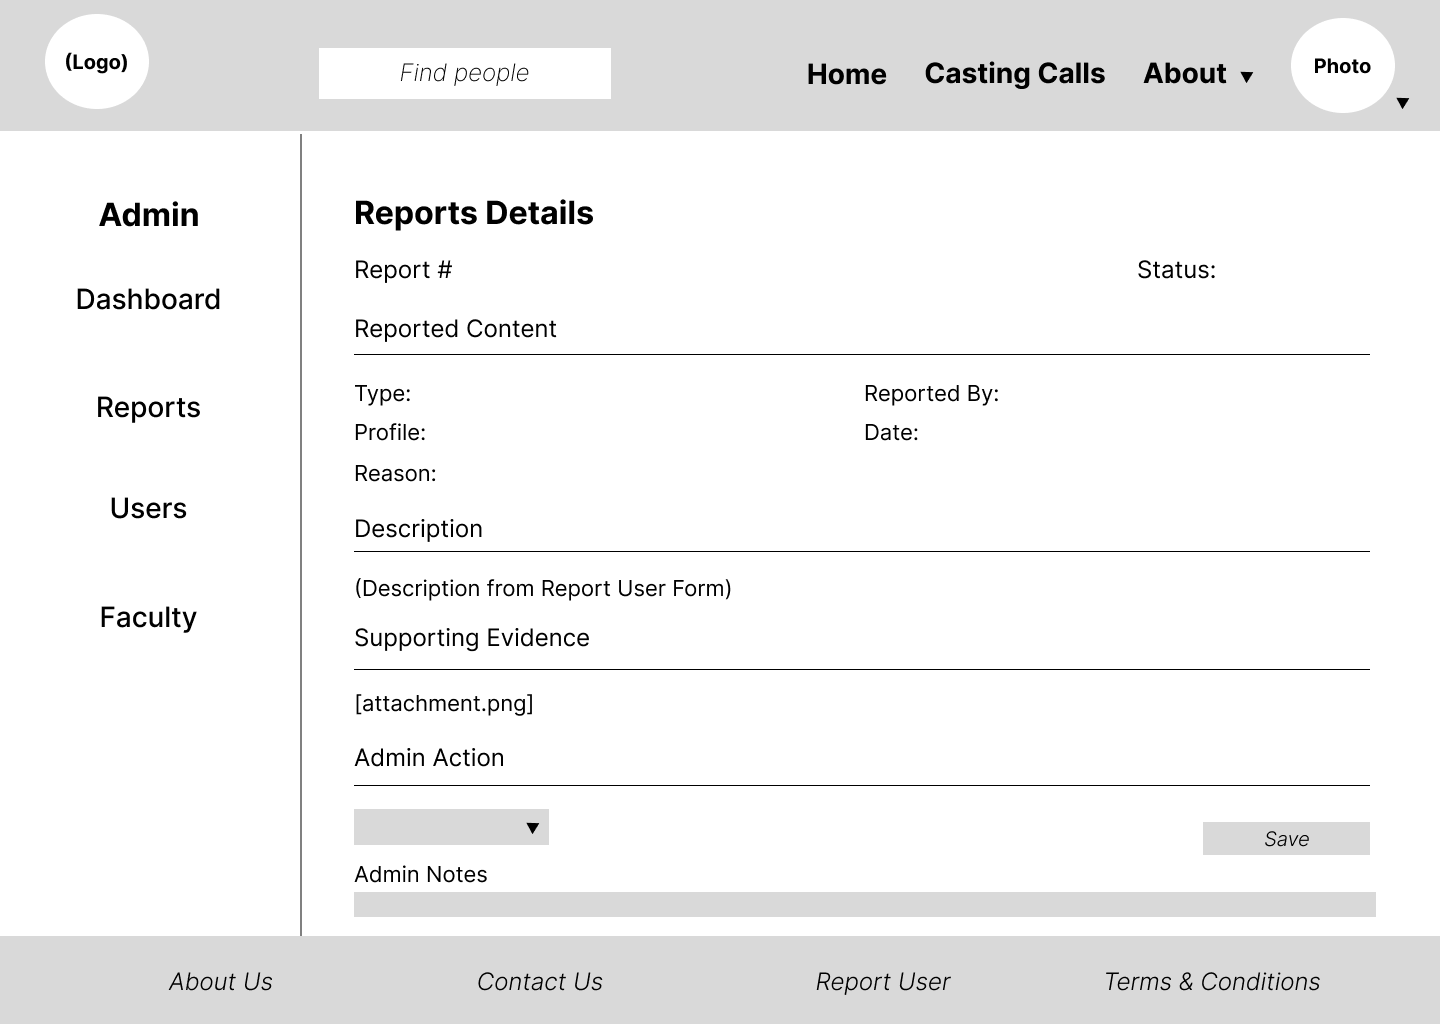 (Logo)
Find people
Home
Casting Calls
About
Photo
Admin
Dashboard
Reports
Users
Faculty
Reports Details
Report #
Status:
Reported Content
Type:
Reported By:
Profile:
Date:
Reason:
Description
(Description from Report User Form)
Supporting Evidence
[attachment.png]
Admin Action
Save
Admin Notes
About Us
Contact Us
Report User
Terms & Conditions